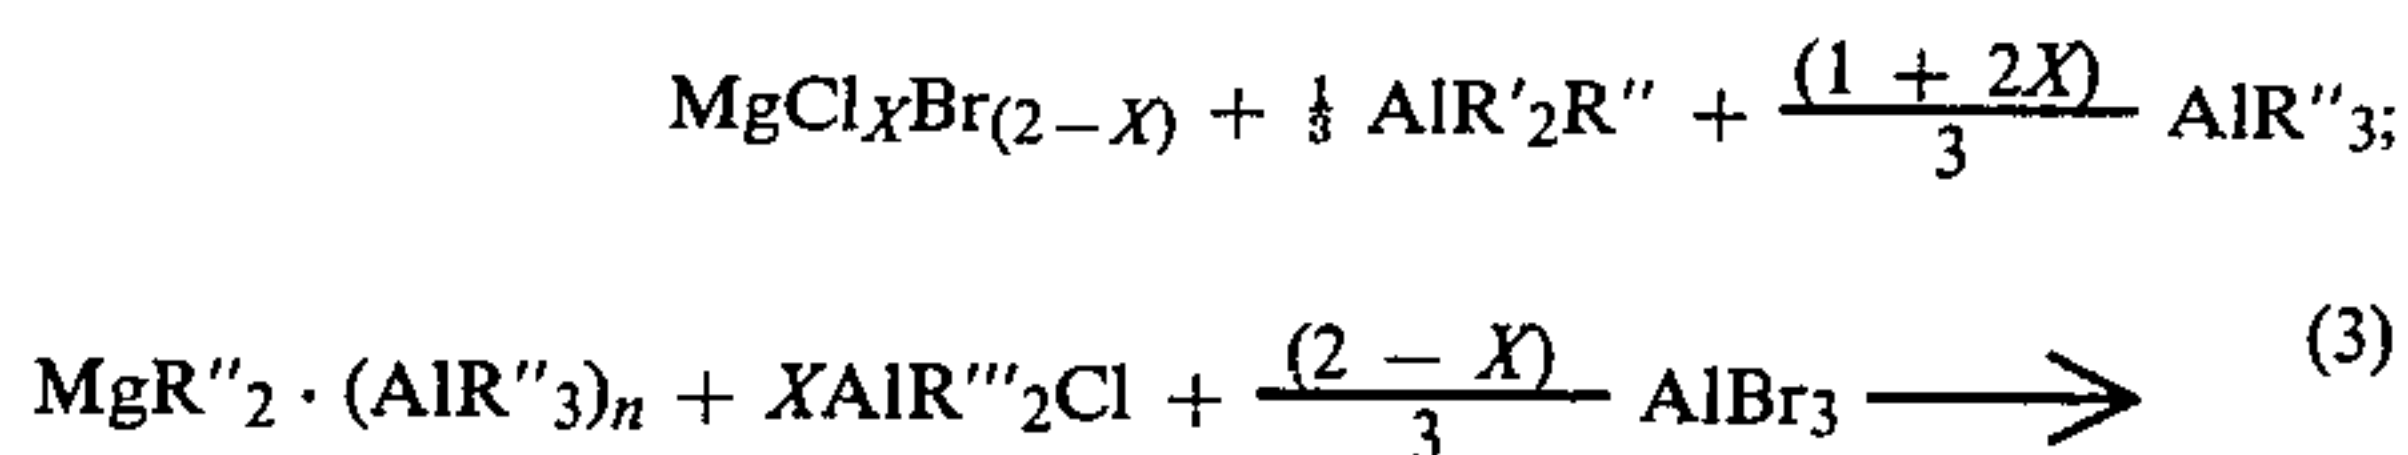 MgClXBr(2−X) + 1/3 AlR′2R″ + (1 + 2X)/3 AlR″3;
MgR″2 · (AlR″3)n + XAlR‴2Cl + (2 − X)/3 AlBr3 ⟶ (3)